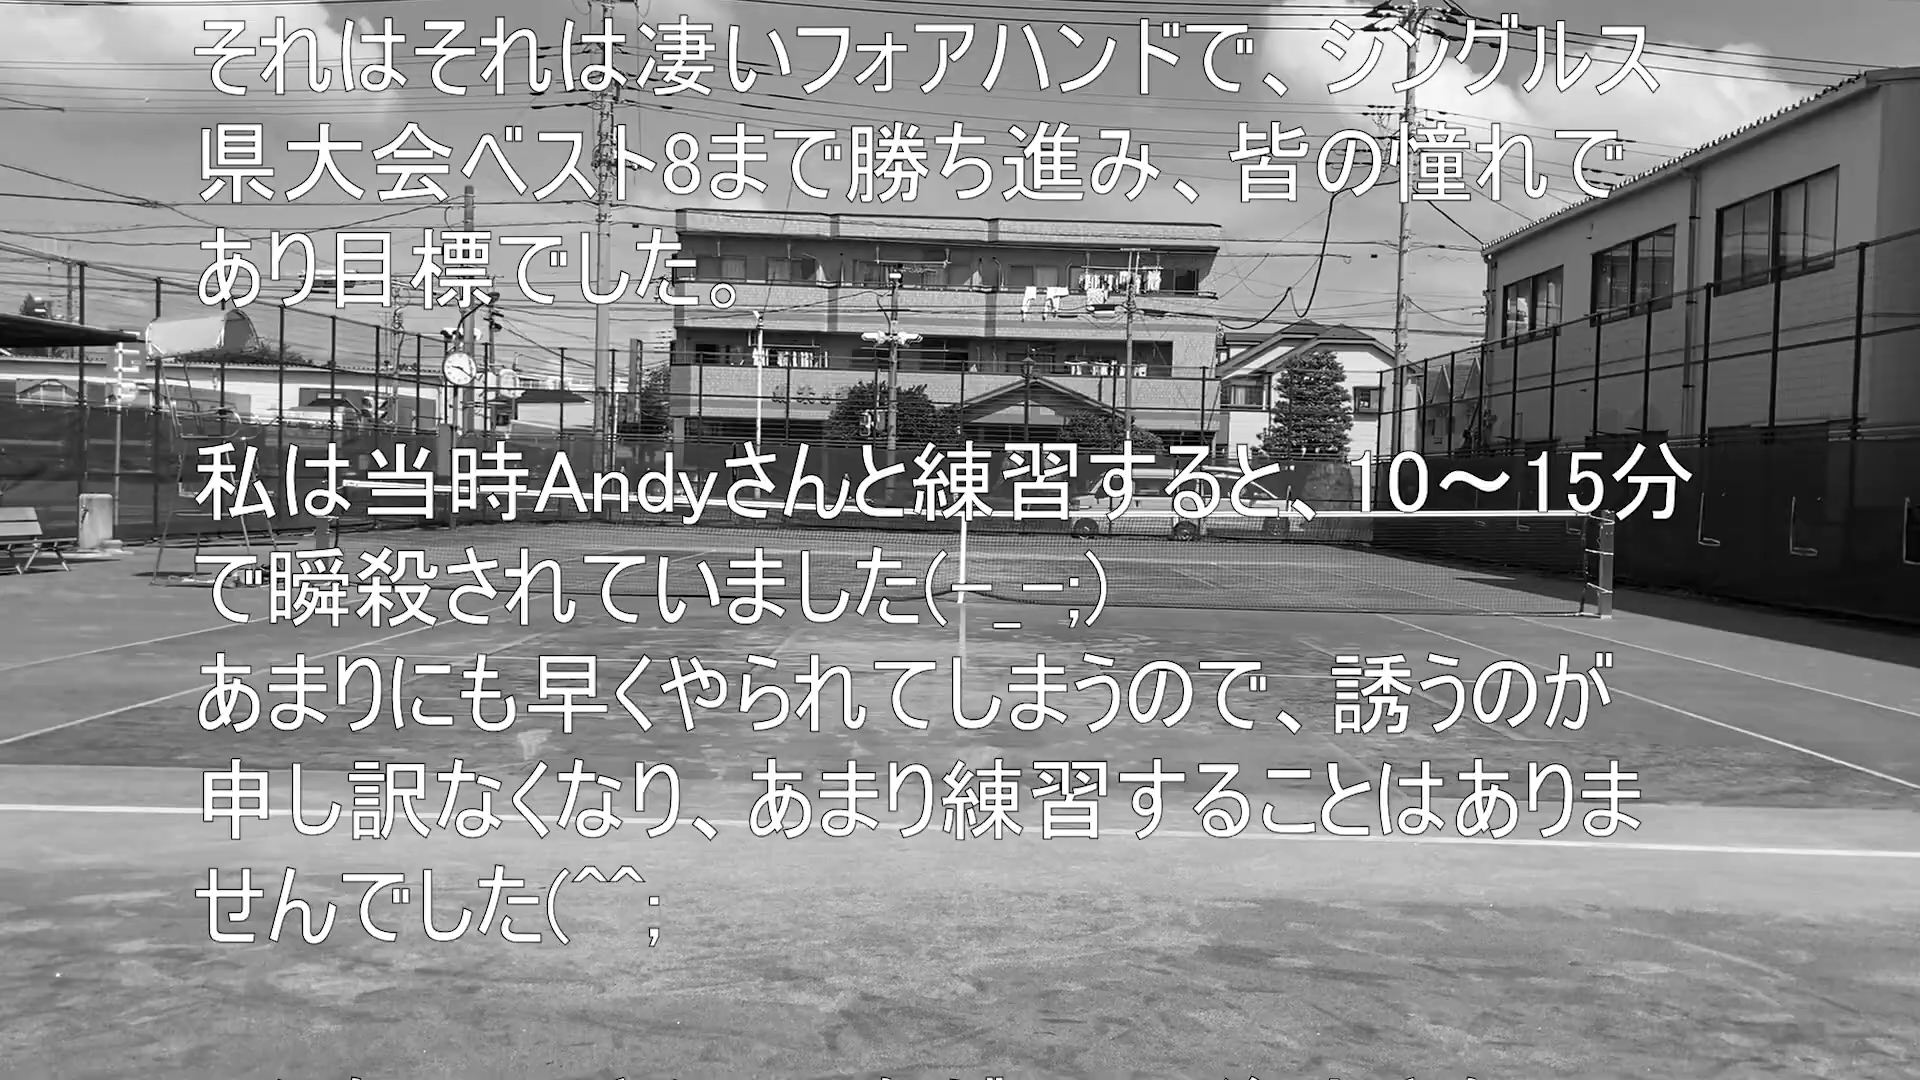 それはそれは凄いフォアハンドで、シングルス
県大会ベスト8まで勝ち進み、皆の憧れで
あり目標でした。
私は当時Andyさんと練習すると、10～15分
で瞬殺されていました(-_-;)
あまりにも早くやられてしまうので、誘うのが
申し訳なくなり、あまり練習することはありま
せんでした(^^;